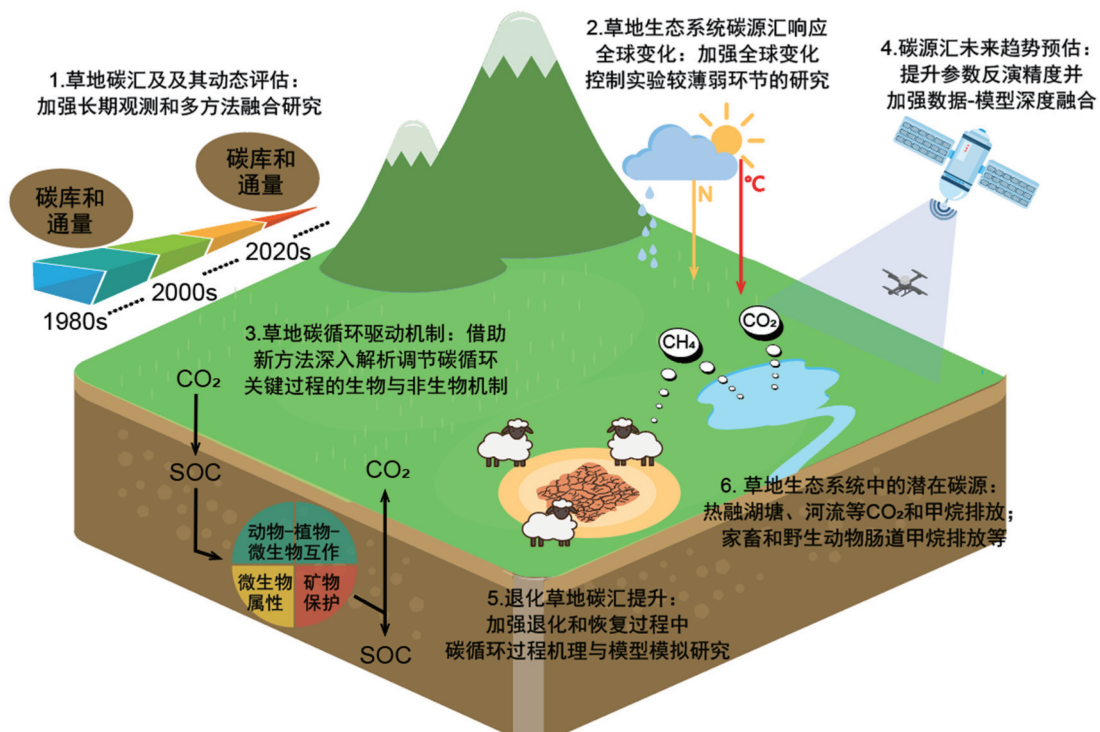 1.草地碳汇及及其动态评估：
加强长期观测和多方法融合研究
碳库和
通量
碳库和
通量
1980s
2000s
2020s
2.草地生态系统碳源汇响应
全球变化：加强全球变化
控制实验较薄弱环节的研究
N
°C
4.碳源汇未来趋势预估：
提升参数反演精度并
加强数据-模型深度融合
3.草地碳循环驱动机制：借助
新方法深入解析调节碳循环
关键过程的生物与非生物机制
CO₂
SOC
动物-植物-
微生物互作
微生物
属性
矿物
保护
CO₂
SOC
CH₄
CO₂
5.退化草地碳汇提升：
加强退化和恢复过程中
碳循环过程机理与模型模拟研究
6. 草地生态系统中的潜在碳源：
热融湖塘、河流等CO₂和甲烷排放；
家畜和野生动物肠道甲烷排放等